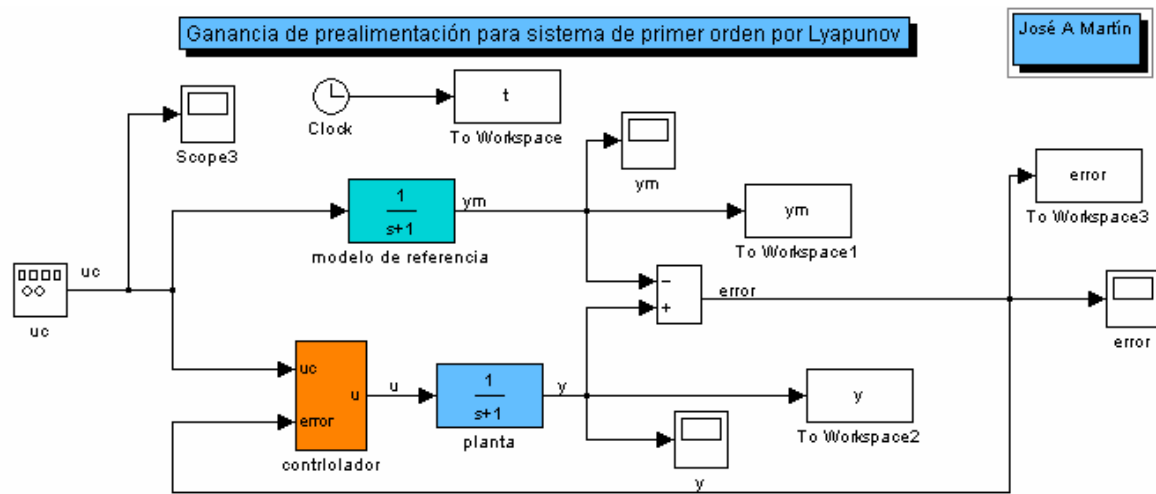 Ganancia de prealimentación para sistema de primer orden por Lyapunov
José A Martín
Scope3
Clock
t
To Workspace
ym
1
s+1
ym
modelo de referencia
ym
To Workspace1
error
To Workspace3
uc
uc
−
+
error
error
uc
error
u
contrlolador
u
1
s+1
planta
y
y
To Workspace2
y